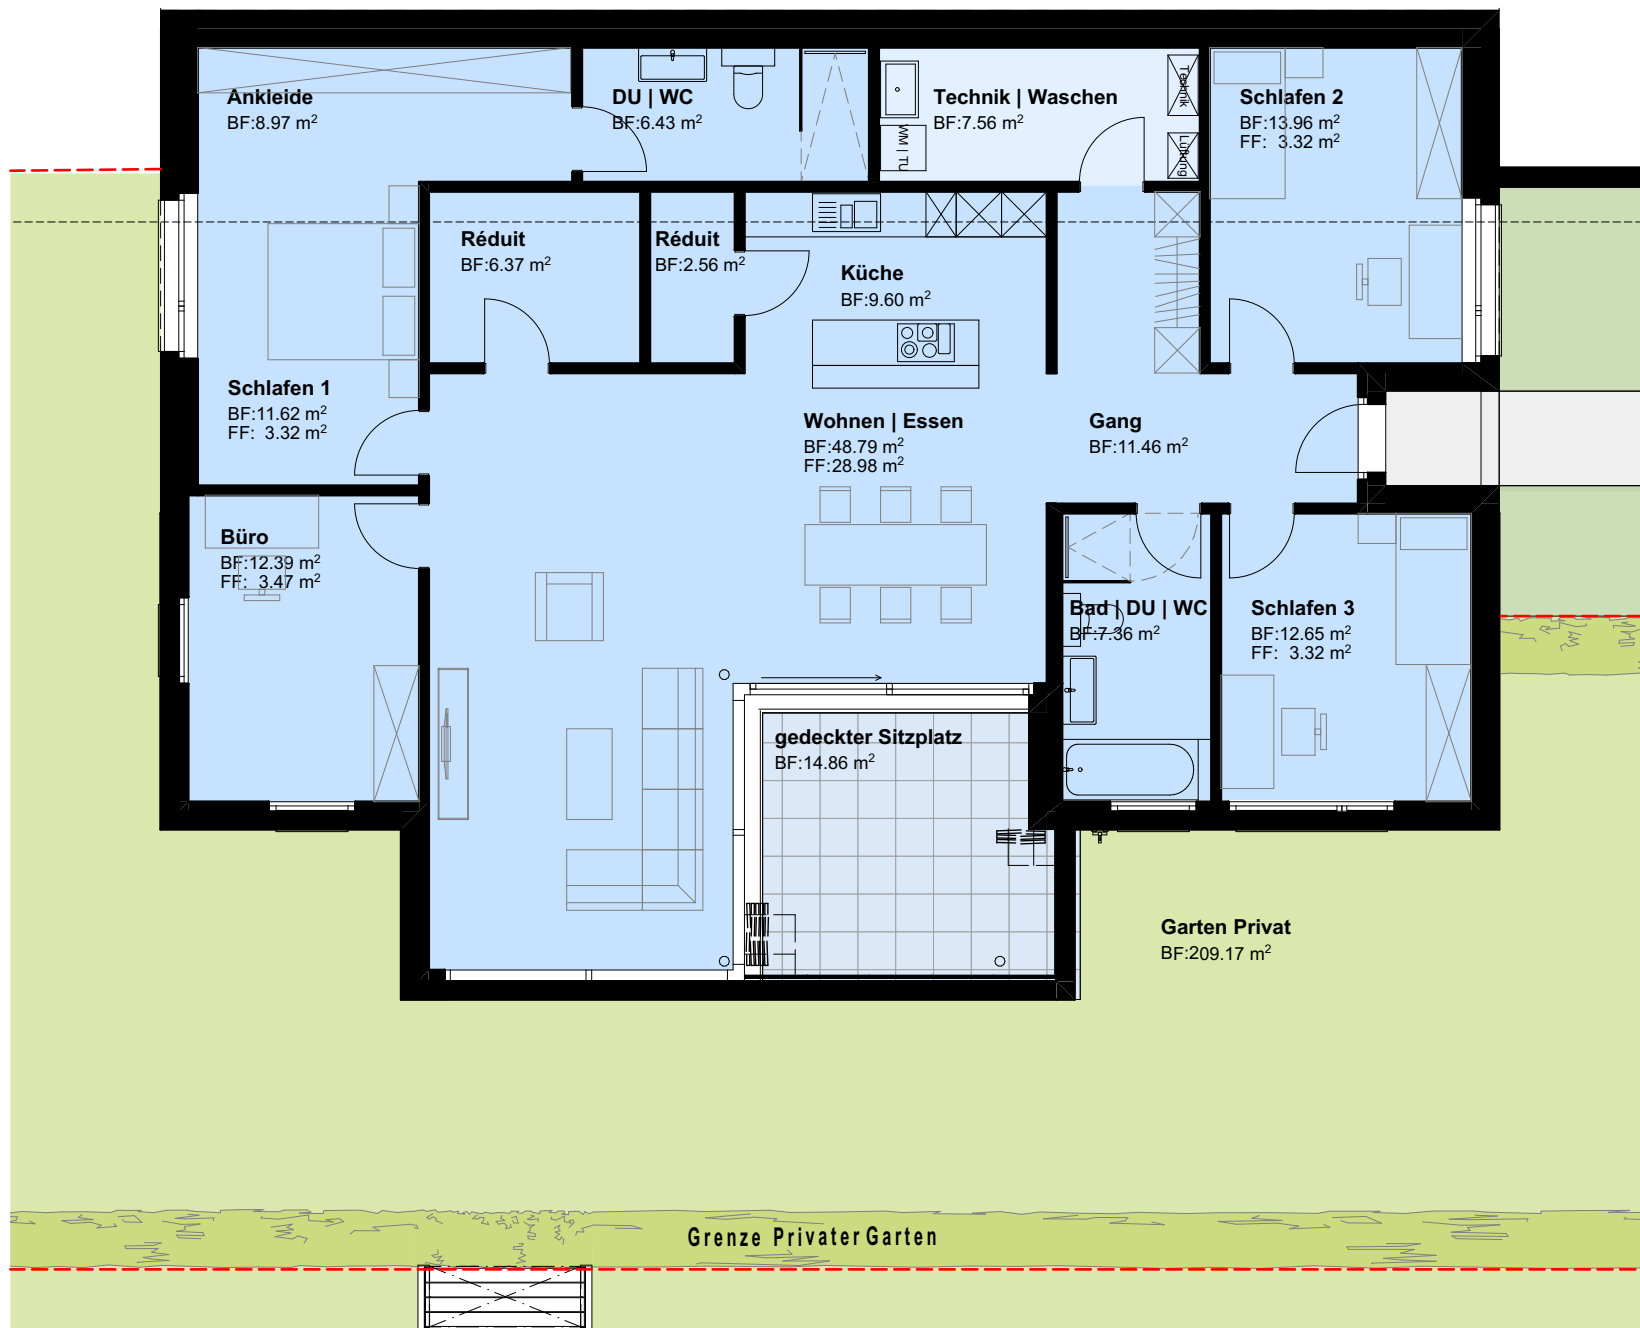 Ankleide
BF:8.97 m²
DU | WC
BF:6.43 m²
Technik | Waschen
BF:7.56 m²
WM | TU
Technik
Lüftung
Schlafen 2
BF:13.96 m²
FF: 3.32 m²
Réduit
BF:6.37 m²
Réduit
BF:2.56 m²
Küche
BF:9.60 m²
Schlafen 1
BF:11.62 m²
FF: 3.32 m²
Wohnen | Essen
BF:48.79 m²
FF:28.98 m²
Gang
BF:11.46 m²
Büro
BF:12.39 m²
FF: 3.47 m²
Bad | DU | WC
BF:7.36 m²
Schlafen 3
BF:12.65 m²
FF: 3.32 m²
gedeckter Sitzplatz
BF:14.86 m²
Garten Privat
BF:209.17 m²
Grenze Privater Garten